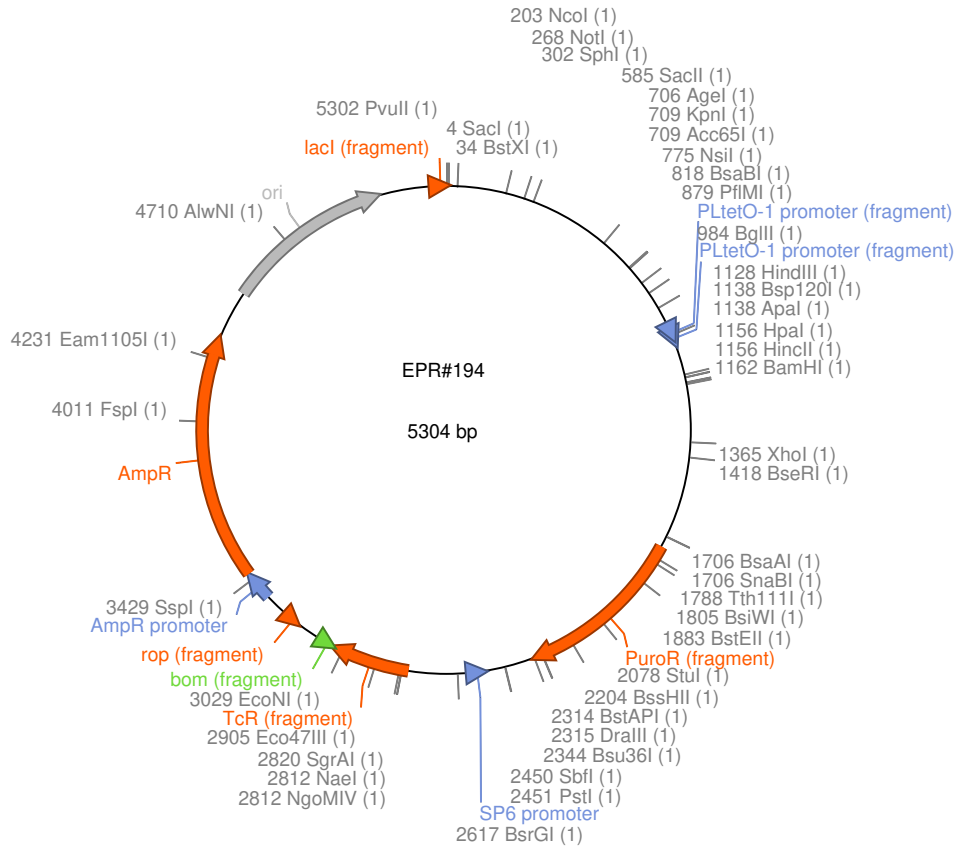 203 NcoI (1)
268 NotI (1)
302 SphI (1)
585 SacII (1)
706 AgeI (1)
709 KpnI (1)
709 Acc65I (1)
775 NsiI (1)
818 BsaBI (1)
879 PflMI (1)
PLtetO-1 promoter (fragment)
984 BglII (1)
PLtetO-1 promoter (fragment)
1128 HindIII (1)
1138 Bsp120I (1)
1138 ApaI (1)
1156 HpaI (1)
1156 HincII (1)
1162 BamHI (1)
1365 XhoI (1)
1418 BseRI (1)
1706 BsaAI (1)
1706 SnaBI (1)
1788 Tth111I (1)
1805 BsiWI (1)
1883 BstEII (1)
PuroR (fragment)
2078 StuI (1)
2204 BssHII (1)
2314 BstAPI (1)
2315 DraIII (1)
2344 Bsu36I (1)
2450 SbfI (1)
2451 PstI (1)
SP6 promoter
2617 BsrGI (1)
2812 NgoMIV (1)
2812 NaeI (1)
2820 SgrAI (1)
2905 Eco47III (1)
TcR (fragment)
3029 EcoNI (1)
bom (fragment)
rop (fragment)
AmpR promoter
3429 SspI (1)
AmpR
4011 FspI (1)
4231 Eam1105I (1)
4710 AlwNI (1)
ori
lacI (fragment)
5302 PvuII (1)
4 SacI (1)
34 BstXI (1)
EPR#194
5304 bp